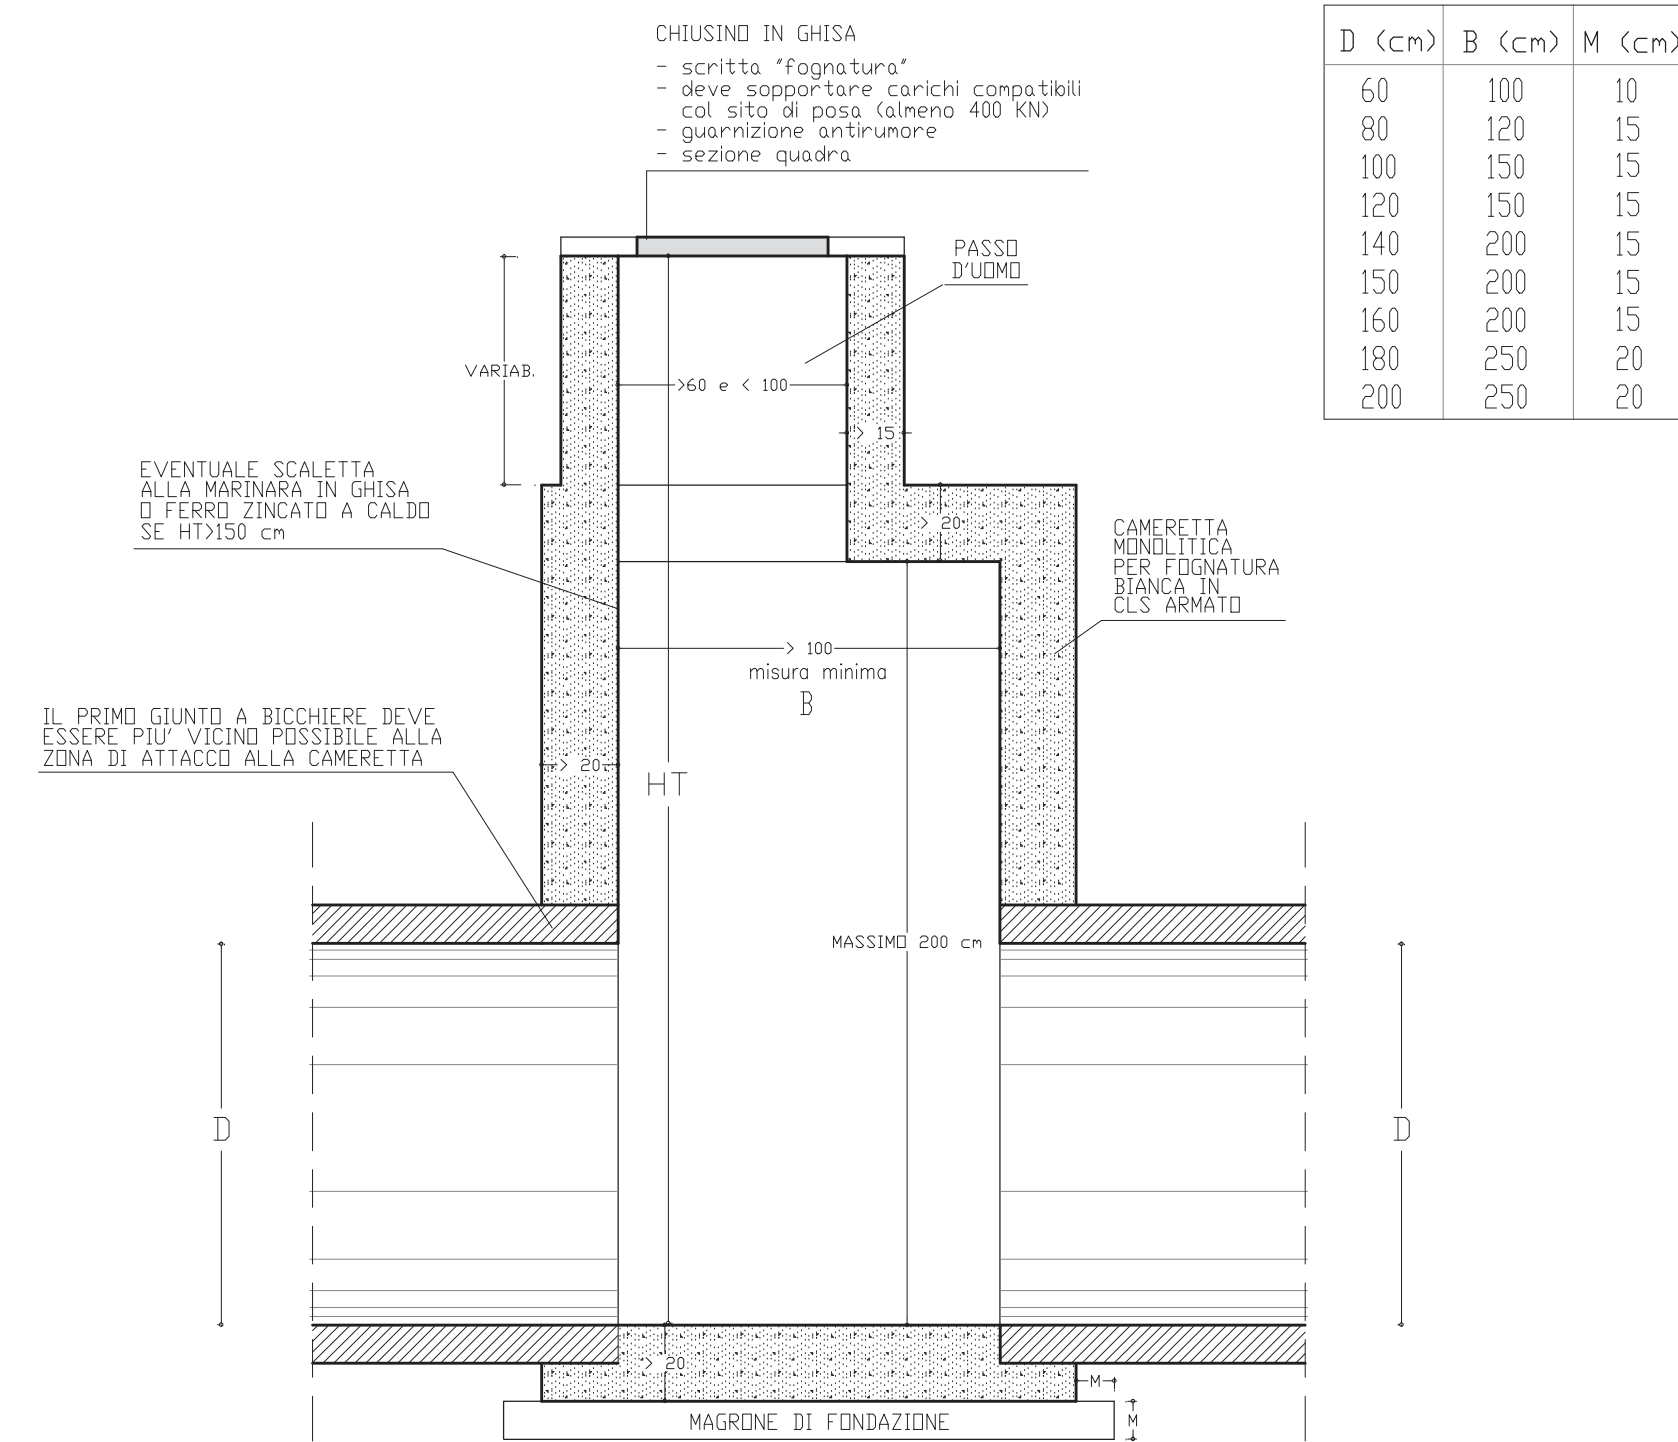 CHIUSINO IN GHISA
- scritta "fognatura"
- deve sopportare carichi compatibili
col sito di posa (almeno 400 KN)
- guarnizione antirumore
- sezione quadra
D (cm) B (cm) M (cm)
60 100 10
80 120 15
100 150 15
120 150 15
140 200 15
150 200 15
160 200 15
180 250 20
200 250 20
PASSO
D'UOMO
VARIAB.
>60 e < 100
> 15
EVENTUALE SCALETTA
ALLA MARINARA IN GHISA
O FERRO ZINCATO A CALDO
SE HT>150 cm
> 20
CAMERETTA
MONOLITICA
PER FOGNATURA
BIANCA IN
CLS ARMATO
> 100
misura minima
B
IL PRIMO GIUNTO A BICCHIERE DEVE
ESSERE PIU' VICINO POSSIBILE ALLA
ZONA DI ATTACCO ALLA CAMERETTA
> 20
HT
MASSIMO 200 cm
D
D
> 20
M
MAGRONE DI FONDAZIONE
M